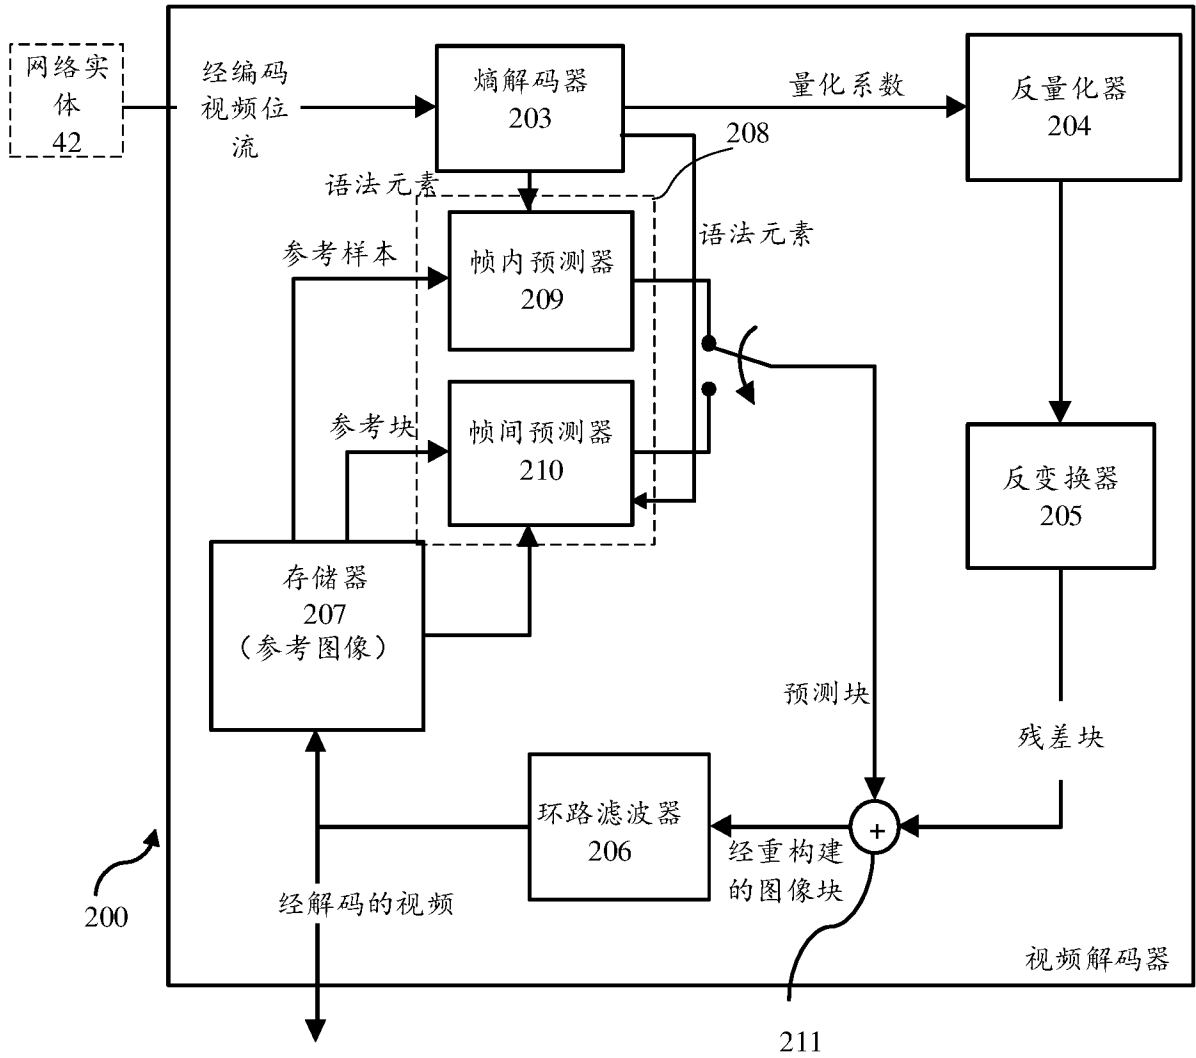 网络实
体
42
经编码
视频位
流
熵解码器
203
量化系数
反量化器
204
208
语法元素
语法元素
参考样本
帧内预测器
209
参考块
帧间预测器
210
反变换器
205
存储器
207
（参考图像）
预测块
残差块
环路滤波器
206
+
经重构建
的图像块
200
经解码的视频
视频解码器
211